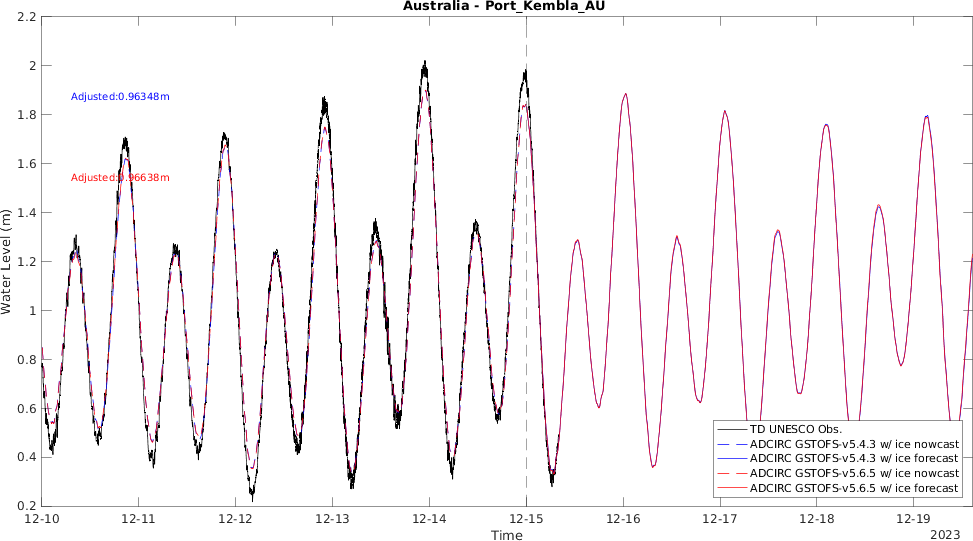 Australia - Port_Kembla_AU
2.2
2
1.8
1.6
1.4
1.2
1
0.8
0.6
0.4
0.2
Water Level (m)
Adjusted:0.96348m
Adjusted:0.96638m
TD UNESCO Obs.
ADCIRC GSTOFS-v5.4.3 w/ ice nowcast
ADCIRC GSTOFS-v5.4.3 w/ ice forecast
ADCIRC GSTOFS-v5.6.5 w/ ice nowcast
ADCIRC GSTOFS-v5.6.5 w/ ice forecast
12-10 12-11 12-12 12-13 12-14 12-15 12-16 12-17 12-18 12-19
Time
2023